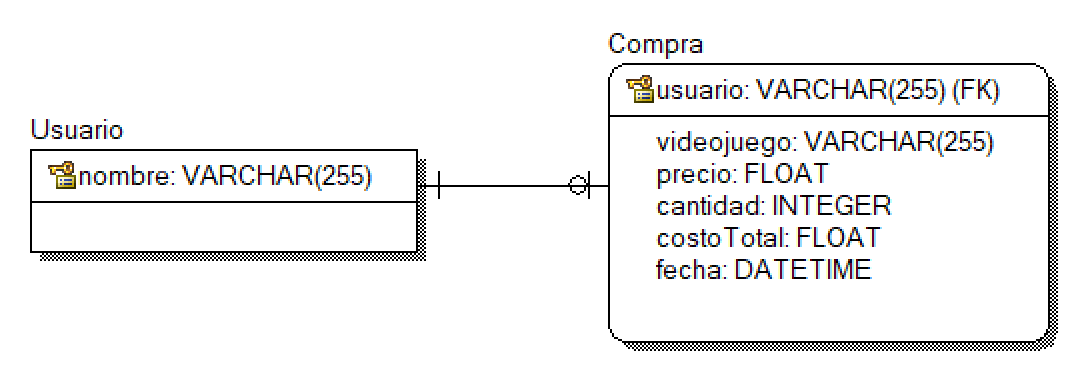 Compra
usuario: VARCHAR(255) (FK)
videojuego: VARCHAR(255)
precio: FLOAT
cantidad: INTEGER
costoTotal: FLOAT
fecha: DATETIME
Usuario
nombre: VARCHAR(255)